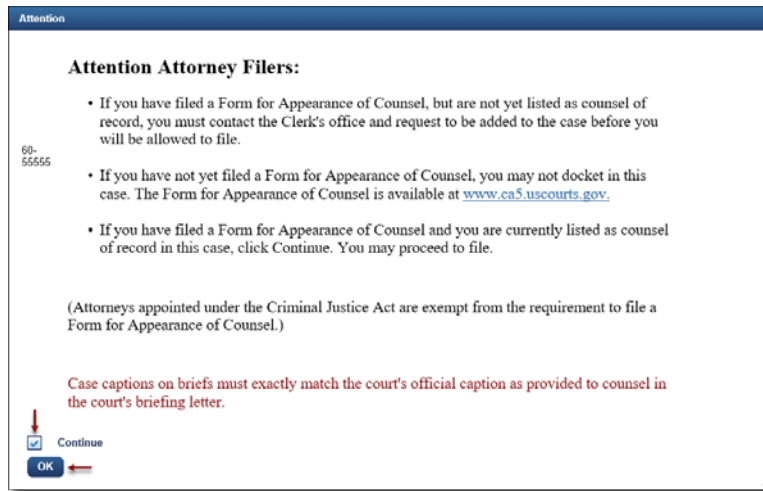 Attention
Attention Attorney Filers:
• If you have filed a Form for Appearance of Counsel, but are not yet listed as counsel of
record, you must contact the Clerk's office and request to be added to the case before you
will be allowed to file.
60-
55555
• If you have not yet filed a Form for Appearance of Counsel, you may not docket in this
case. The Form for Appearance of Counsel is available at www.ca5.uscourts.gov.
• If you have filed a Form for Appearance of Counsel and you are currently listed as counsel
of record in this case, click Continue. You may proceed to file.
(Attorneys appointed under the Criminal Justice Act are exempt from the requirement to file a
Form for Appearance of Counsel.)
Case captions on briefs must exactly match the court's official caption as provided to counsel in
the court's briefing letter.
Continue
OK